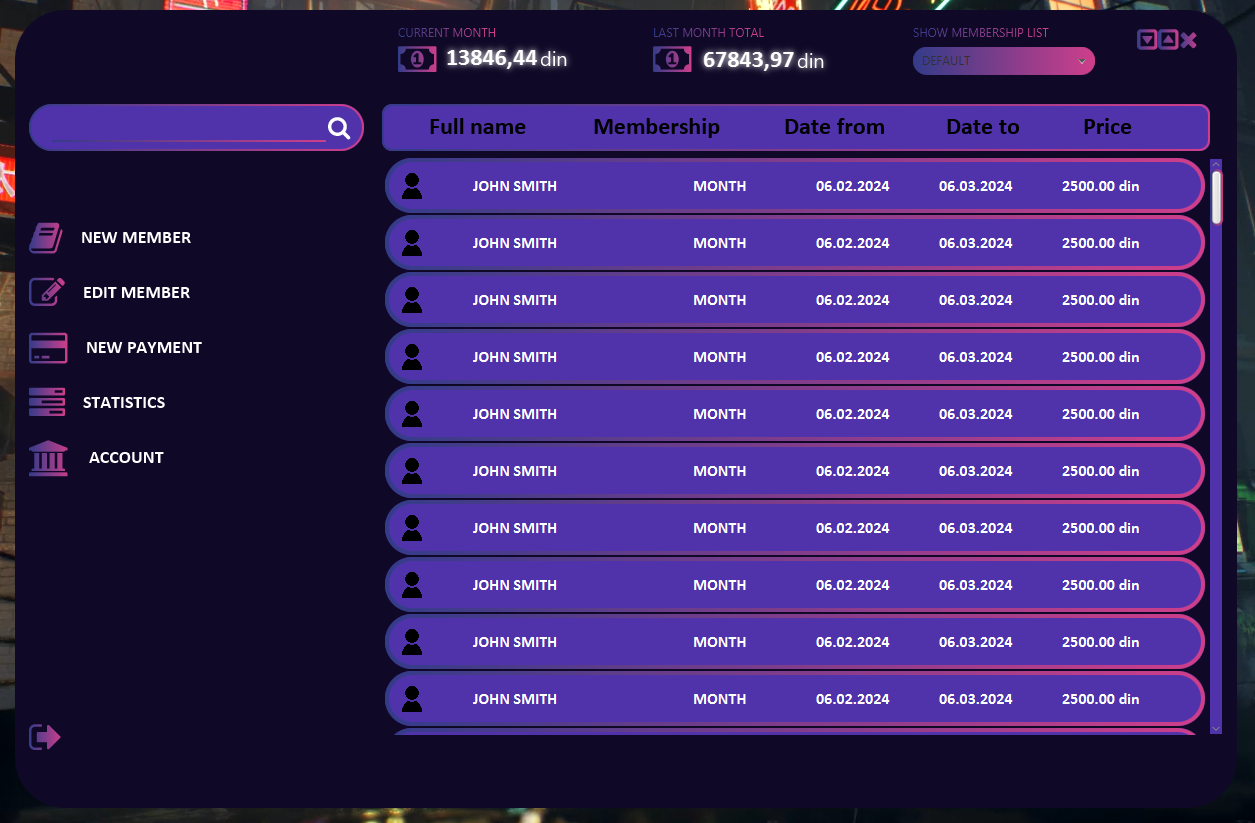 CURRENT MONTH
13846,44 din
LAST MONTH TOTAL
67843,97 din
SHOW MEMBERSHIP LIST
DEFAULT
Full name Membership Date from Date to Price
JOHN SMITH MONTH 06.02.2024 06.03.2024 2500.00 din
JOHN SMITH MONTH 06.02.2024 06.03.2024 2500.00 din
JOHN SMITH MONTH 06.02.2024 06.03.2024 2500.00 din
JOHN SMITH MONTH 06.02.2024 06.03.2024 2500.00 din
JOHN SMITH MONTH 06.02.2024 06.03.2024 2500.00 din
JOHN SMITH MONTH 06.02.2024 06.03.2024 2500.00 din
JOHN SMITH MONTH 06.02.2024 06.03.2024 2500.00 din
JOHN SMITH MONTH 06.02.2024 06.03.2024 2500.00 din
JOHN SMITH MONTH 06.02.2024 06.03.2024 2500.00 din
JOHN SMITH MONTH 06.02.2024 06.03.2024 2500.00 din
NEW MEMBER
EDIT MEMBER
NEW PAYMENT
STATISTICS
ACCOUNT